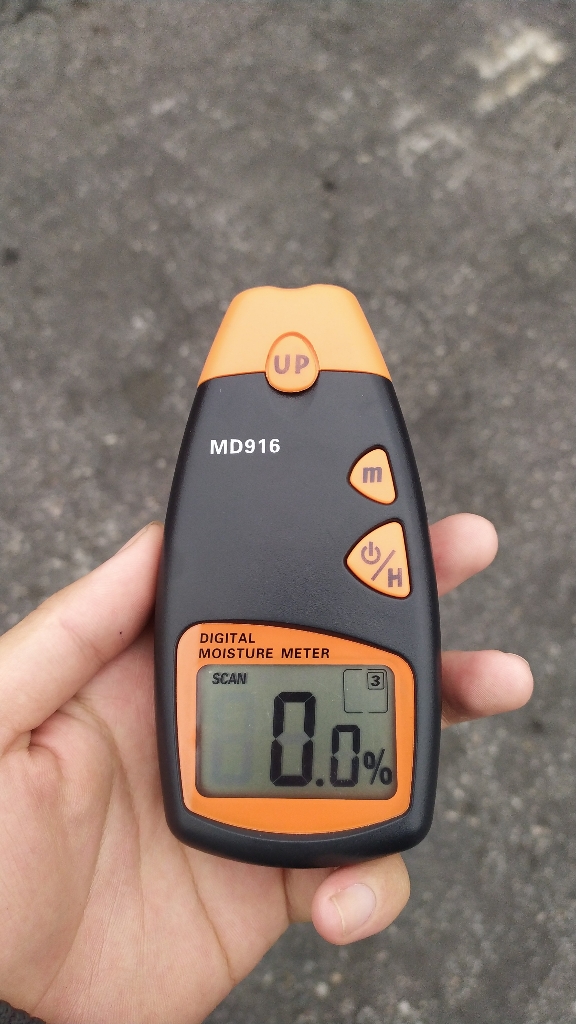 UP
MD916
m
⏻/H
DIGITAL
MOISTURE METER
SCAN
3
0.0%